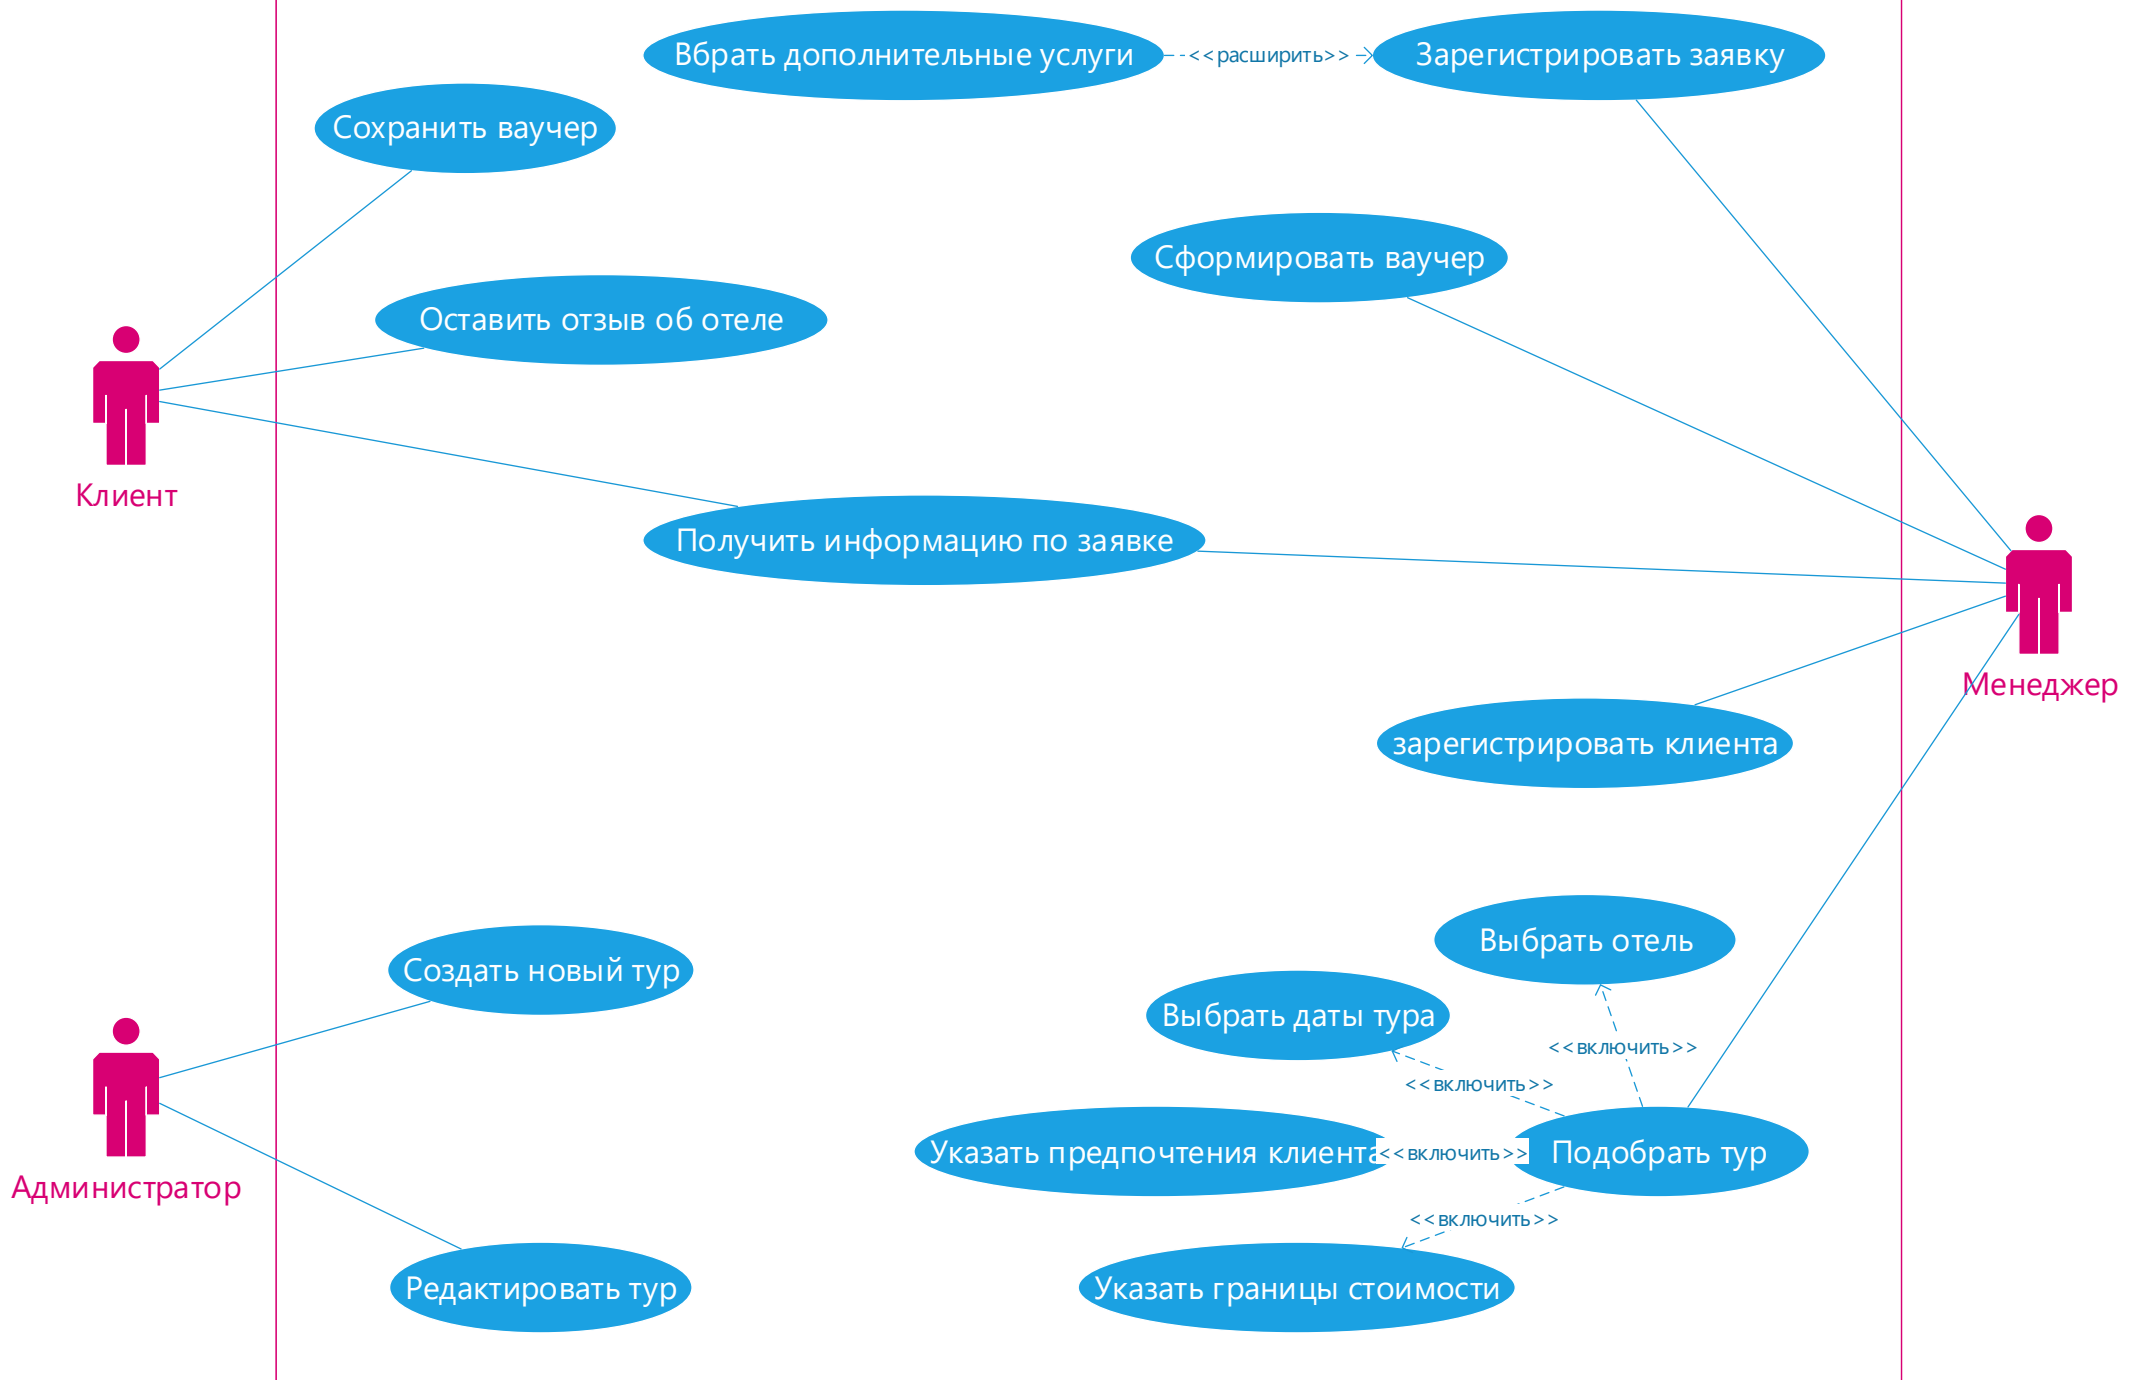 Вбрать дополнительные услуги
<<расширить>>
Зарегистрировать заявку
Сохранить ваучер
Сформировать ваучер
Оставить отзыв об отеле
Клиент
Получить информацию по заявке
Менеджер
зарегистрировать клиента
Выбрать отель
Создать новый тур
Выбрать даты тура
<<включить>>
<<включить>>
Указать предпочтения клиента
<<включить>>
Подобрать тур
Администратор
<<включить>>
Редактировать тур
Указать границы стоимости